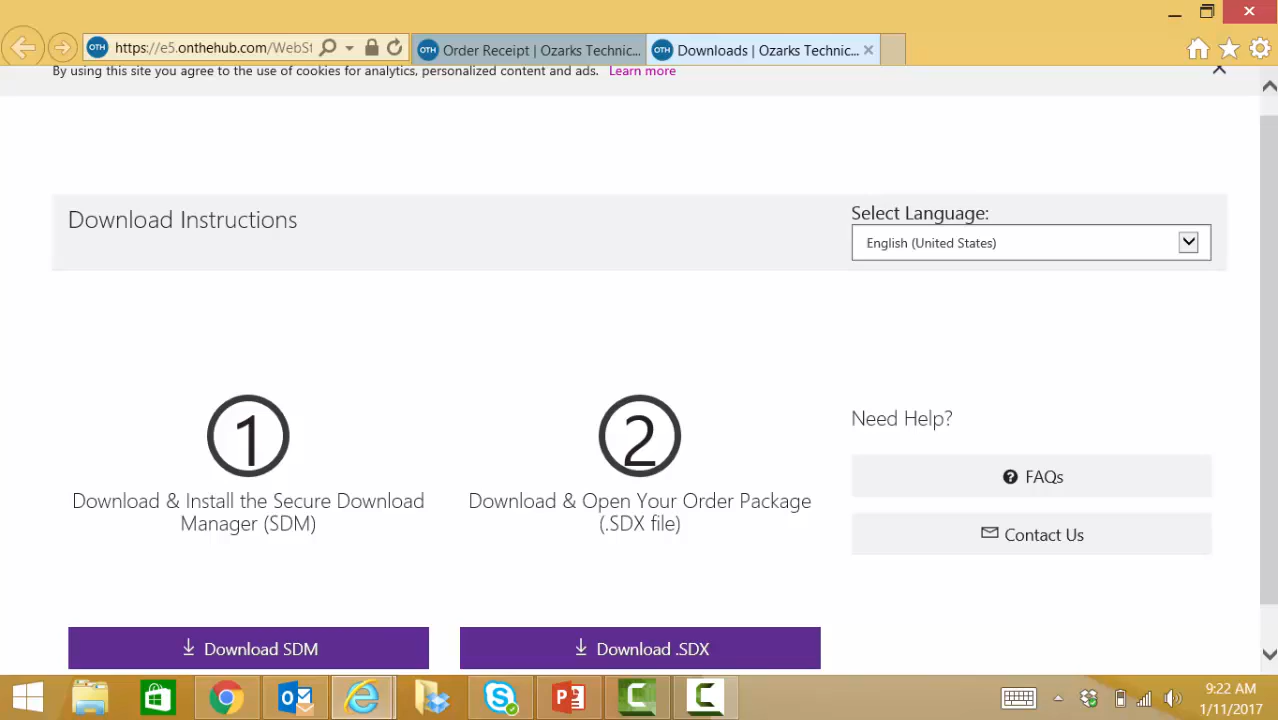 OTH https://e5.onthehub.com/WebSt
OTH Order Receipt | Ozarks Technic...
OTH Downloads | Ozarks Technic...
By using this site you agree to the use of cookies for analytics, personalized content and ads. Learn more
Download Instructions
Select Language:
English (United States)
1
Download & Install the Secure Download
Manager (SDM)
Download SDM
2
Download & Open Your Order Package
(.SDX file)
Download .SDX
Need Help?
FAQs
Contact Us
9:22 AM
1/11/2017